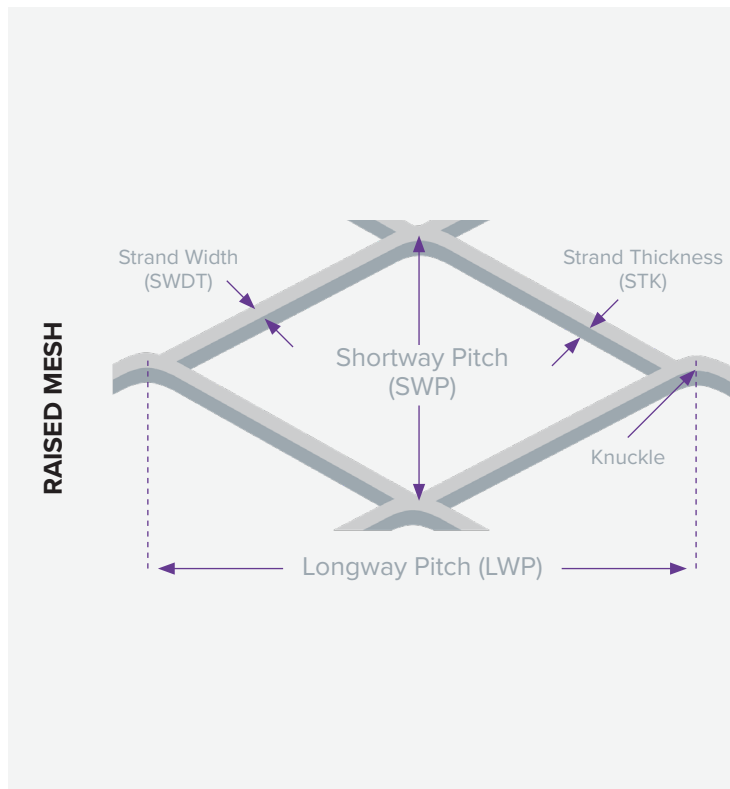 RAISED MESH
Strand Width
(SWDT)
Strand Thickness
(STK)
Shortway Pitch
(SWP)
Knuckle
Longway Pitch (LWP)